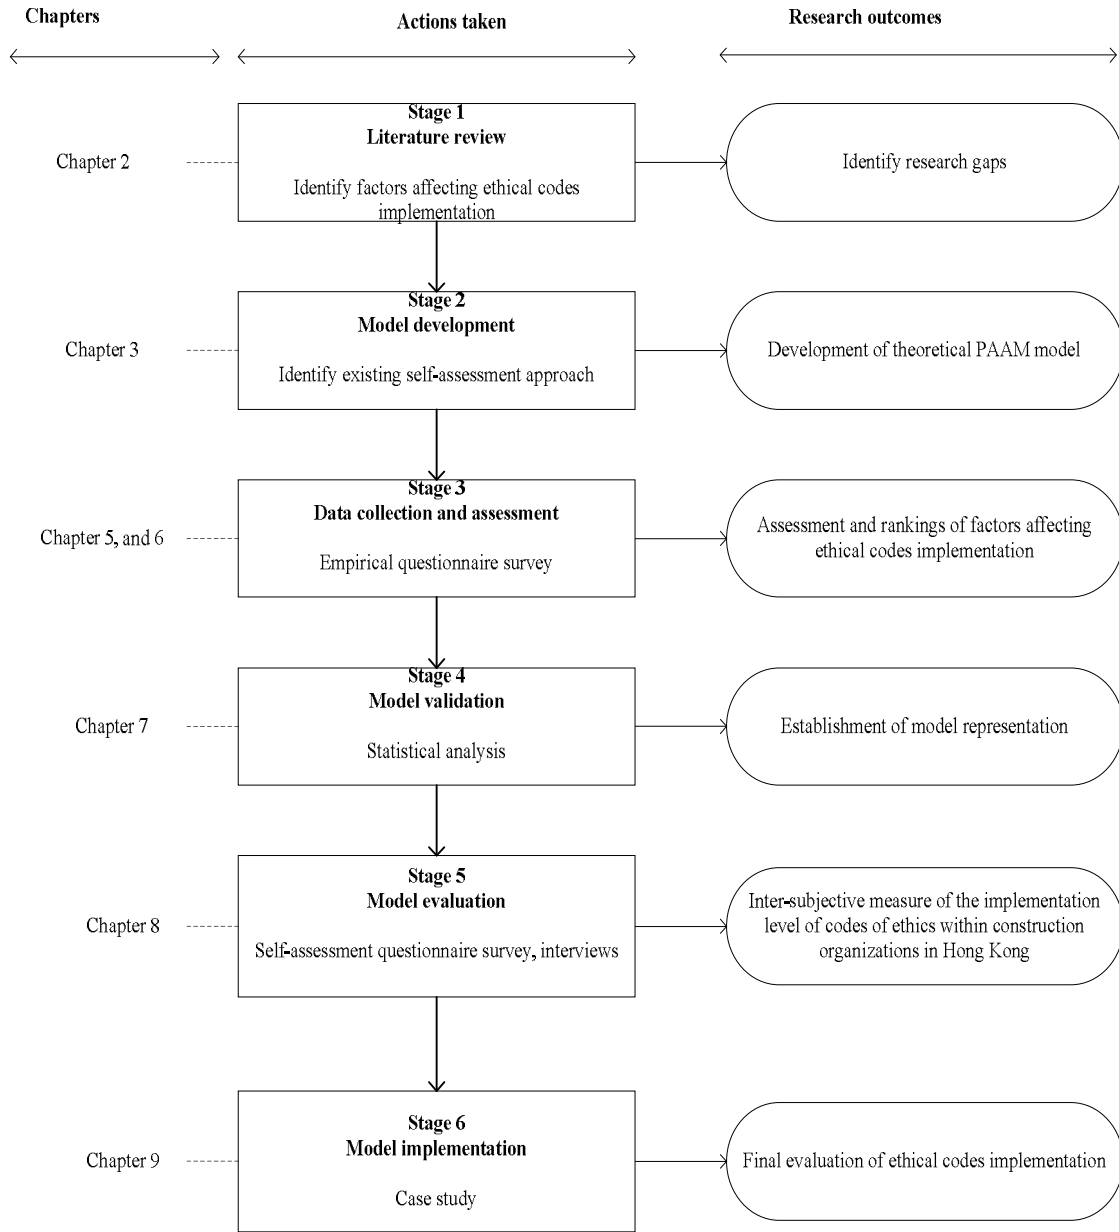 Chapters
Actions taken
Research outcomes
Chapter 2
Stage 1
Literature review
Identify factors affecting ethical codes
implementation
Identify research gaps
Chapter 3
Stage 2
Model development
Identify existing self-assessment approach
Development of theoretical PAAM model
Chapter 5, and 6
Stage 3
Data collection and assessment
Empirical questionnaire survey
Assessment and rankings of factors affecting
ethical codes implementation
Chapter 7
Stage 4
Model validation
Statistical analysis
Establishment of model representation
Chapter 8
Stage 5
Model evaluation
Self-assessment questionnaire survey, interviews
Inter-subjective measure of the implementation
level of codes of ethics within construction
organizations in Hong Kong
Chapter 9
Stage 6
Model implementation
Case study
Final evaluation of ethical codes implementation